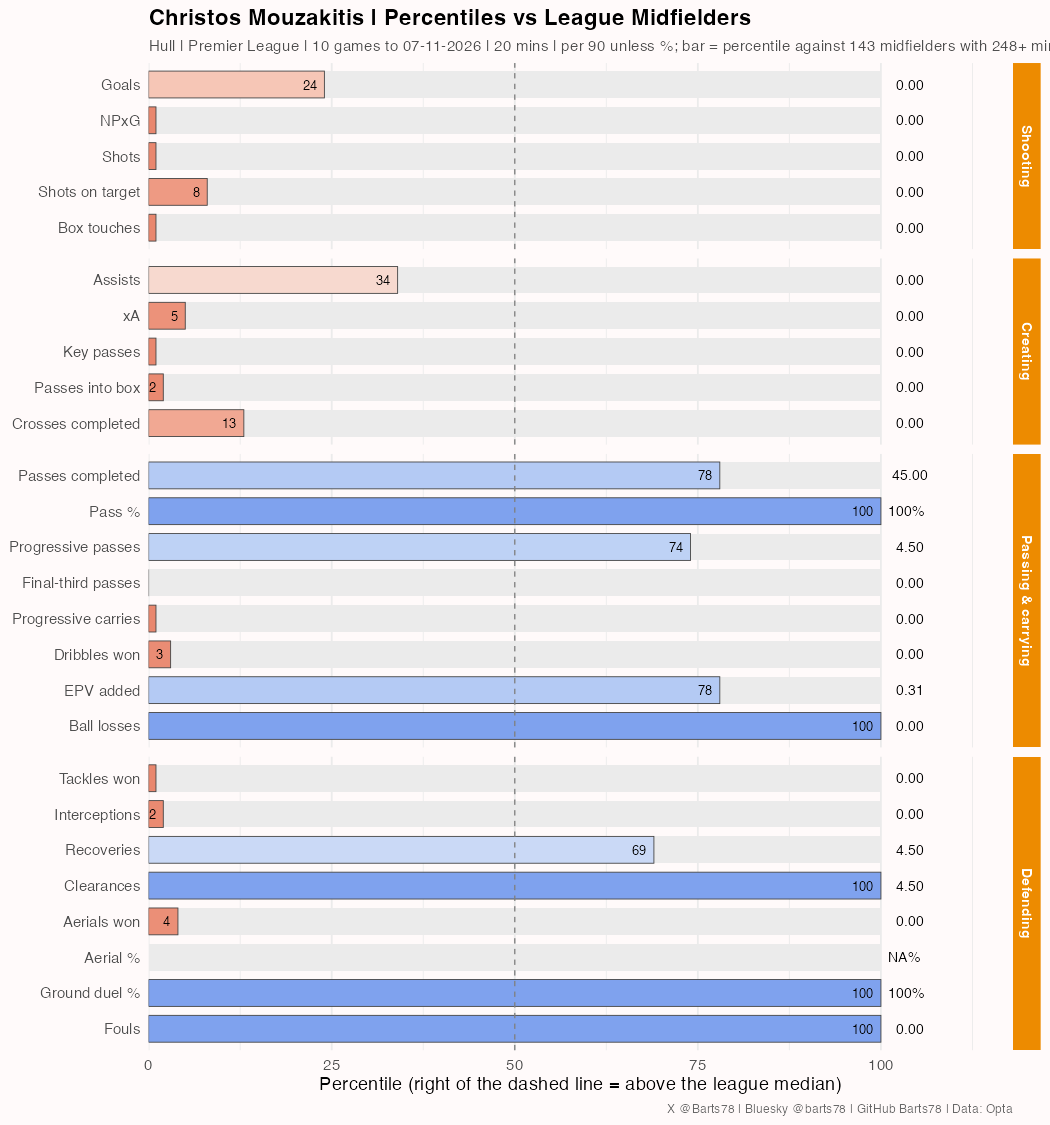 Christos Mouzakitis | Percentiles vs League Midfielders
Hull | Premier League | 10 games to 07-11-2026 | 20 mins | per 90 unless %; bar = percentile against 143 midfielders with 248+
Shooting
Goals 24 0.00
NPxG 0.00
Shots 0.00
Shots on target 8 0.00
Box touches 0.00
Creating
Assists 34 0.00
xA 5 0.00
Key passes 0.00
Passes into box 2 0.00
Crosses completed 13 0.00
Passing & carrying
Passes completed 78 45.00
Pass % 100 100%
Progressive passes 74 4.50
Final-third passes 0.00
Progressive carries 0.00
Dribbles won 3 0.00
EPV added 78 0.31
Ball losses 100 0.00
Defending
Tackles won 0.00
Interceptions 2 0.00
Recoveries 69 4.50
Clearances 100 4.50
Aerials won 4 0.00
Aerial % NA%
Ground duel % 100 100%
Fouls 100 0.00
0 25 50 75 100
Percentile (right of the dashed line = above the league median)
X @Barts78 | Bluesky @barts78 | GitHub Barts78 | Data: Opta